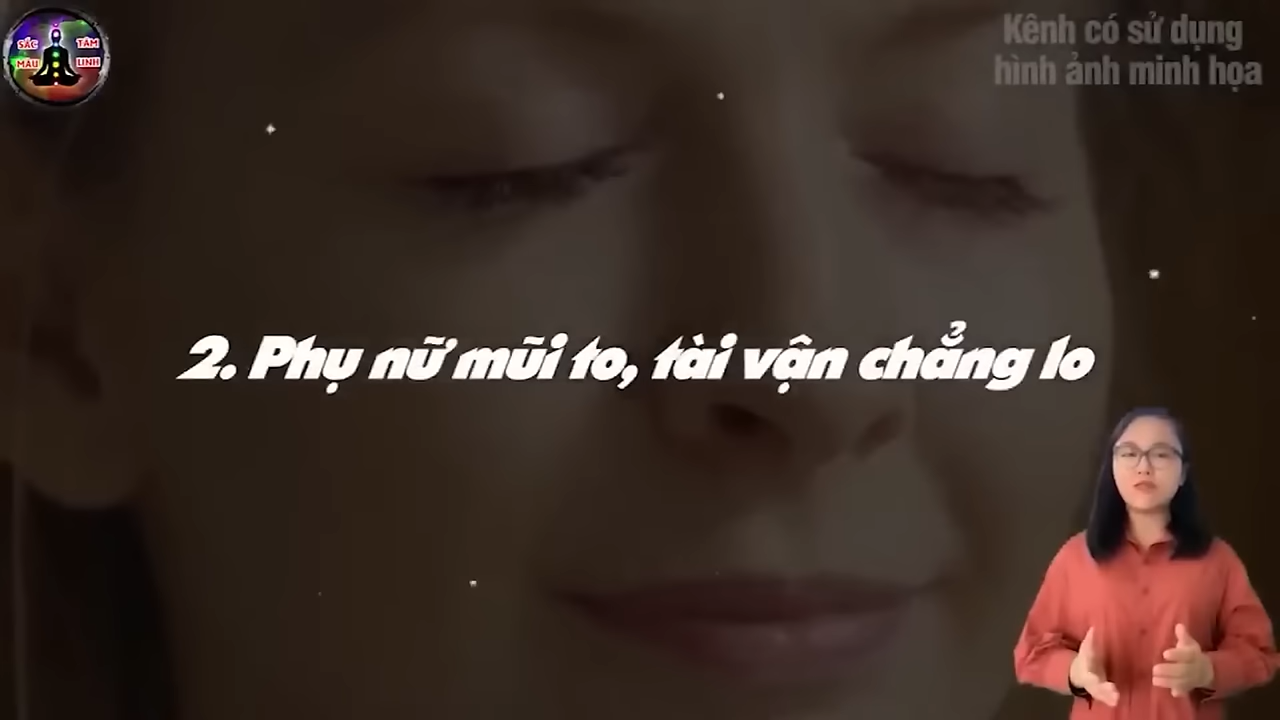 SẮC
MÀU
TÂM
LINH
Kênh có sử dụng
hình ảnh minh họa
2. Phụ nữ mũi to, tài vận chẳng lo